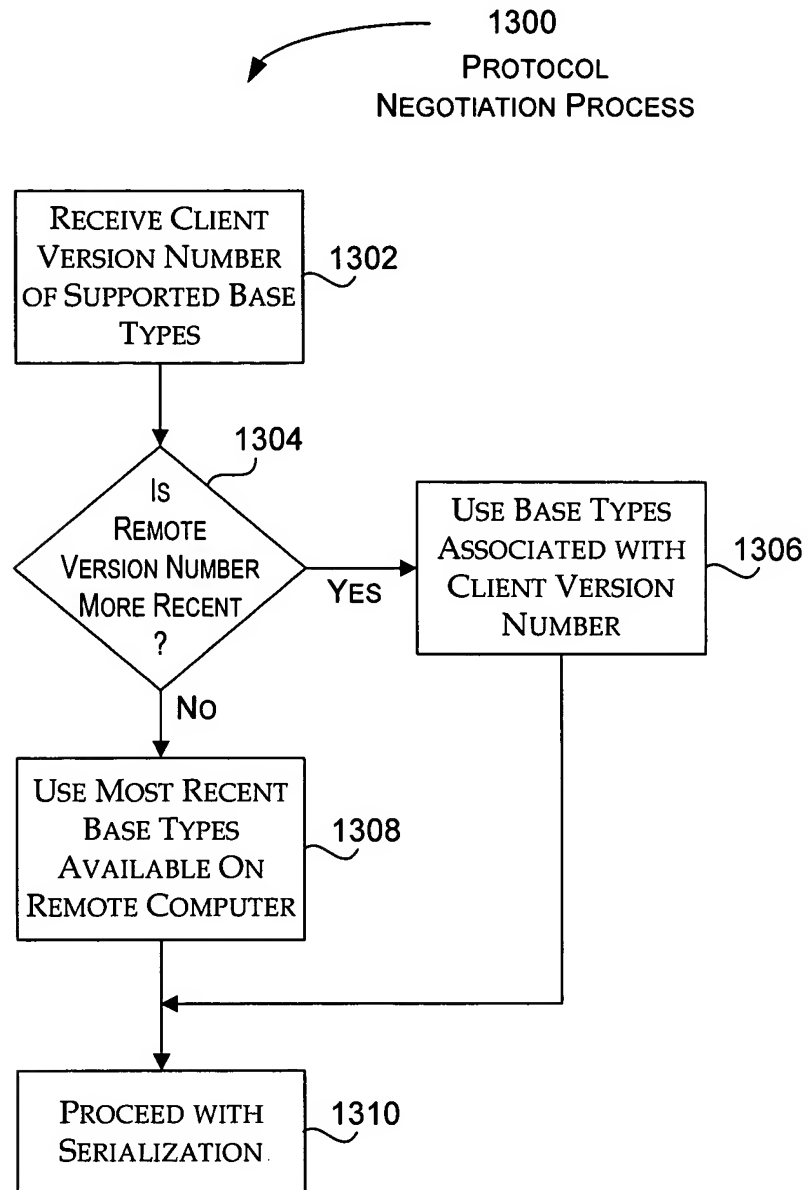 1300
PROTOCOL
NEGOTIATION PROCESS
RECEIVE CLIENT
VERSION NUMBER
OF SUPPORTED BASE
TYPES
1302
1304
IS
REMOTE
VERSION NUMBER
MORE RECENT
?
YES
USE BASE TYPES
ASSOCIATED WITH
CLIENT VERSION
NUMBER
1306
NO
USE MOST RECENT
BASE TYPES
AVAILABLE ON
REMOTE COMPUTER
1308
PROCEED WITH
SERIALIZATION
1310